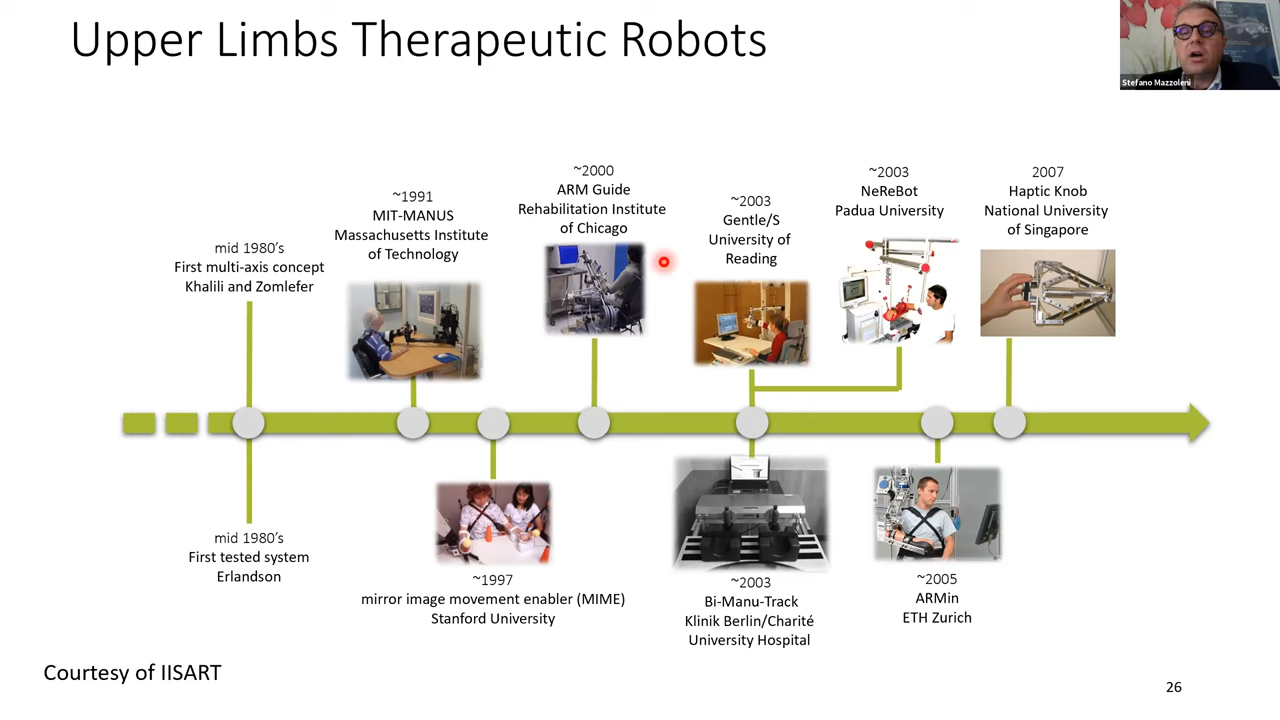 Upper Limbs Therapeutic Robots
Stefano Mazzoleni
mid 1980’s
First multi-axis concept
Khalili and Zomlefer
~1991
MIT-MANUS
Massachusetts Institute
of Technology
~2000
ARM Guide
Rehabilitation Institute
of Chicago
~2003
Gentle/S
University of
Reading
~2003
NeReBot
Padua University
2007
Haptic Knob
National University
of Singapore
mid 1980’s
First tested system
Erlandson
~1997
mirror image movement enabler (MIME)
Stanford University
~2003
Bi-Manu-Track
Klinik Berlin/Charité
University Hospital
~2005
ARMin
ETH Zurich
Courtesy of IISART
26